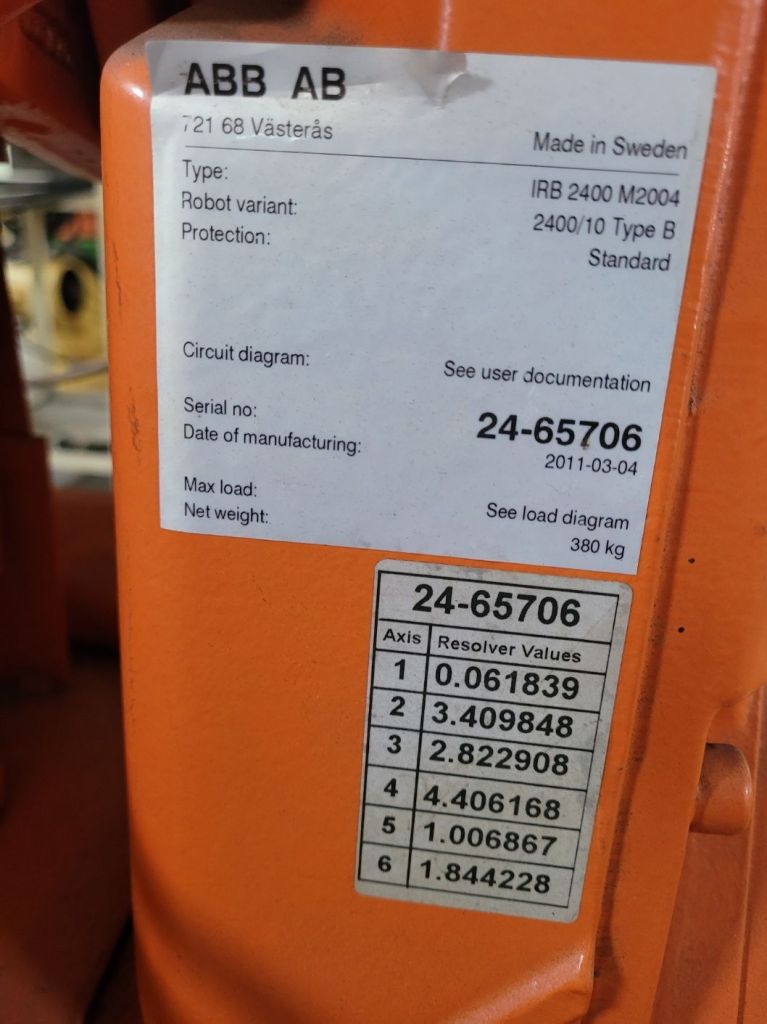 ABB AB
721 68 Västerås
Made in Sweden
Type: IRB 2400 M2004
Robot variant: 2400/10 Type B
Protection: Standard
Circuit diagram: See user documentation
Serial no: 24-65706
Date of manufacturing: 2011-03-04
Max load: See load diagram
Net weight: 380 kg
24-65706
Axis Resolver Values
1 0.061839
2 3.409848
3 2.822908
4 4.406168
5 1.006867
6 1.844228